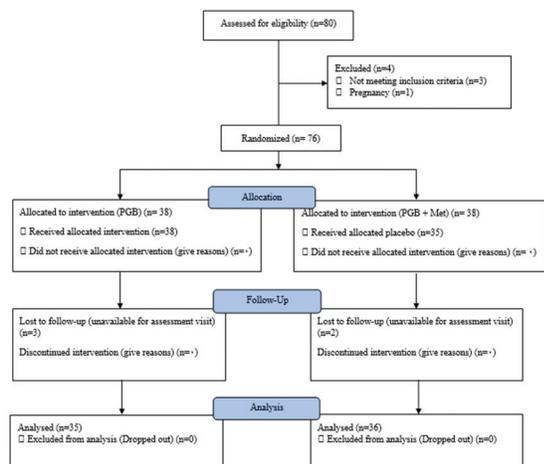 Assessed for eligibility (n=80)
Excluded (n=4)
Not meeting inclusion criteria (n=3)
Pregnancy (n=1)
Randomized (n= 76)
Allocation
Allocated to intervention (PGB) (n= 38)
Received allocated intervention (n=38)
Did not receive allocated intervention (give reasons) (n=۰)
Allocated to intervention (PGB + Met) (n= 38)
Received allocated placebo (n=35)
Did not receive allocated intervention (give reasons) (n= ۰)
Follow-Up
Lost to follow-up (unavailable for assessment visit)
(n=3)
Discontinued intervention (give reasons) (n=۰)
Lost to follow-up (unavailable for assessment visit)
(n=2)
Discontinued intervention (give reasons) (n=۰)
Analysis
Analysed (n=35)
Excluded from analysis (Dropped out) (n=0)
Analysed (n=36)
Excluded from analysis (Dropped out) (n=0)